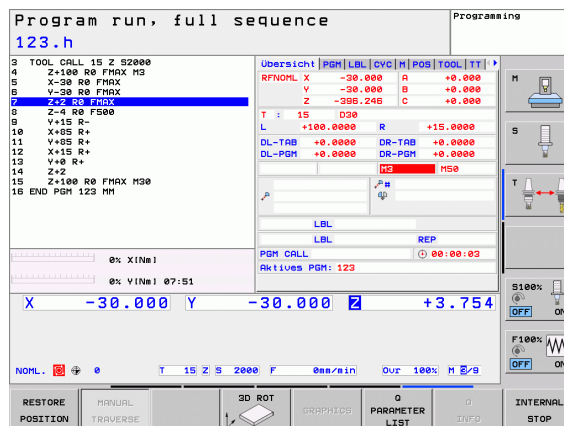 Program run, full sequence
Programming
123.h
3 TOOL CALL 15 Z S2000
4 Z+100 R0 FMAX M3
5 X-30 R0 FMAX
6 Y-30 R0 FMAX
7 Z+2 R0 FMAX
8 Z-4 R0 F500
9 Y+15 R-
10 X+85 R+
11 Y+85 R+
12 X+15 R+
13 Y+0 R+
14 Z+2
15 Z+100 R0 FMAX M30
16 END PGM 123 MM
Übersicht PGM LBL CYC M POS TOOL TT
RFNOML X -30.000 A +0.000
Y -30.000 B +0.000
Z -396.246 C +0.000
T : 15 D30
L +100.0000 R +15.0000
DL-TAB +0.0000 DR-TAB +0.0000
DL-PGM +0.0000 DR-PGM +0.0000
M3 M50
LBL
LBL REP
PGM CALL 00:00:03
Aktives PGM: 123
0% X[Nm]
0% Y[Nm] 07:51
X -30.000 Y -30.000 Z +3.754
NOML. 0 T 15 Z S 2000 F 0mm/min Ovr 100% M 5/9
M
S
T
S100%
OFF ON
F100%
OFF ON
RESTORE POSITION
MANUAL TRAVERSE
3D ROT
GRAPHICS
Q PARAMETER LIST
Q INFO
INTERNAL STOP